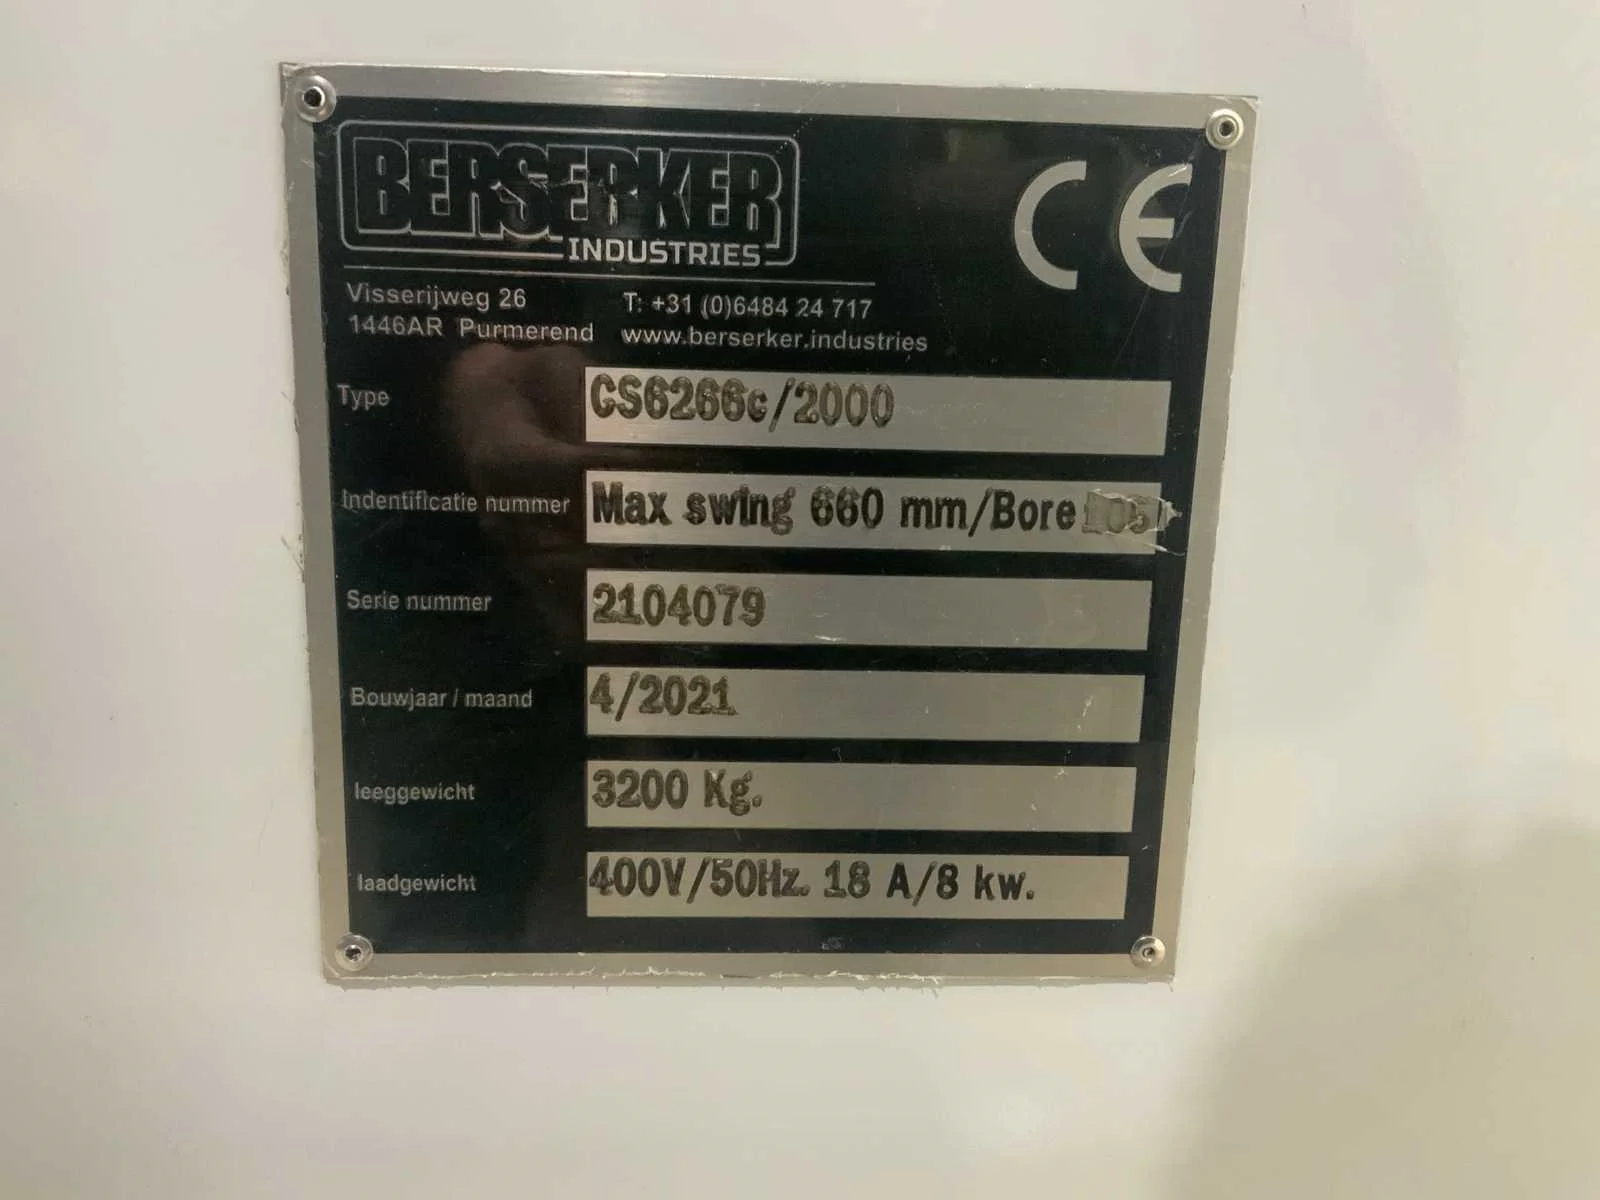 BERSERKER
INDUSTRIES
CE
Visserijweg 26 T: +31 (0)6484 24 717
1446AR Purmerend www.berserker.industries
Type CS6266c/2000
Indentificatie nummer Max swing 660 mm/Bore 105
Serie nummer 2104079
Bouwjaar / maand 4/2021
leeggewicht 3200 Kg.
laadgewicht 400V/50Hz. 18 A/8 kw.